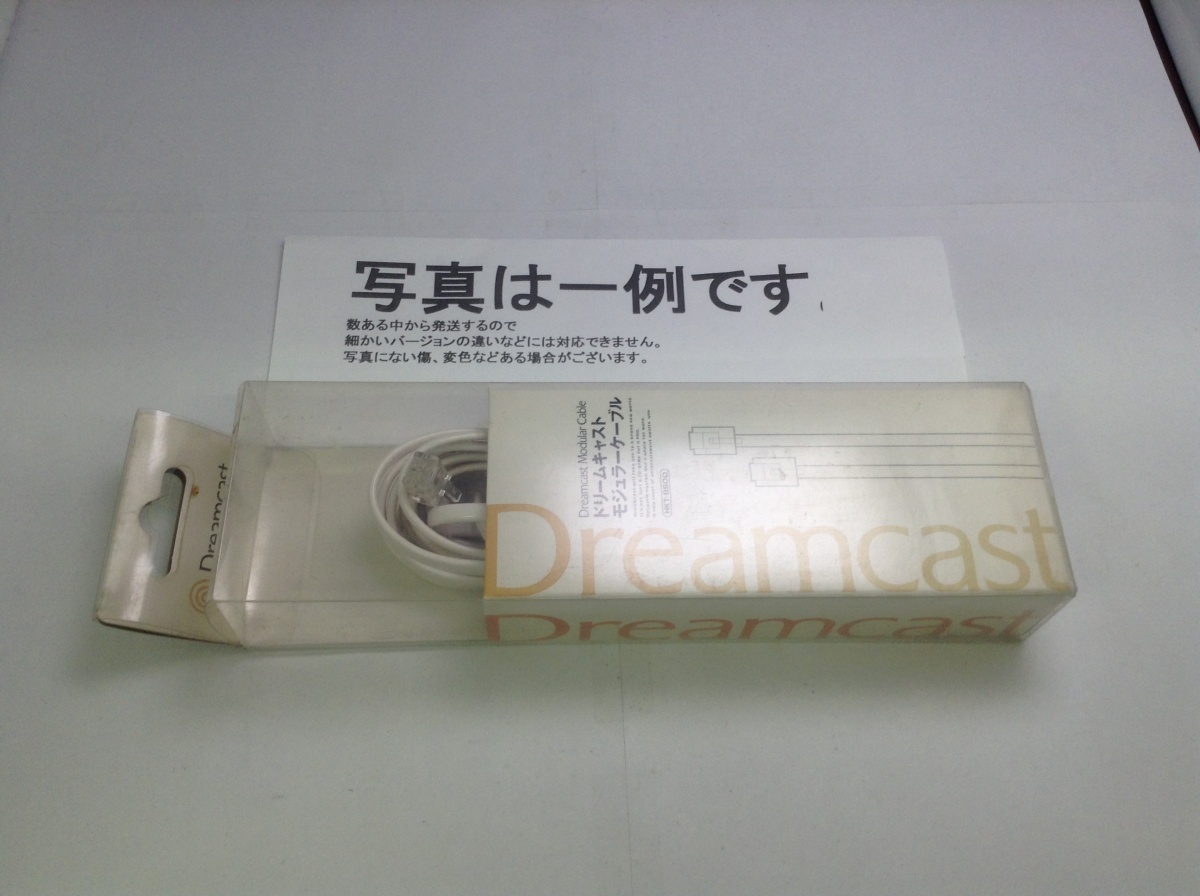 写真は一例です
数ある中から発送するので
細かいバージョンの違いなどには対応できません。
写真にない傷、変色などある場合がございます。
Dreamcast
Dreamcast Modular Cable
ドリームキャスト
モジュラーケーブル
Dreamcast
Dreamcast